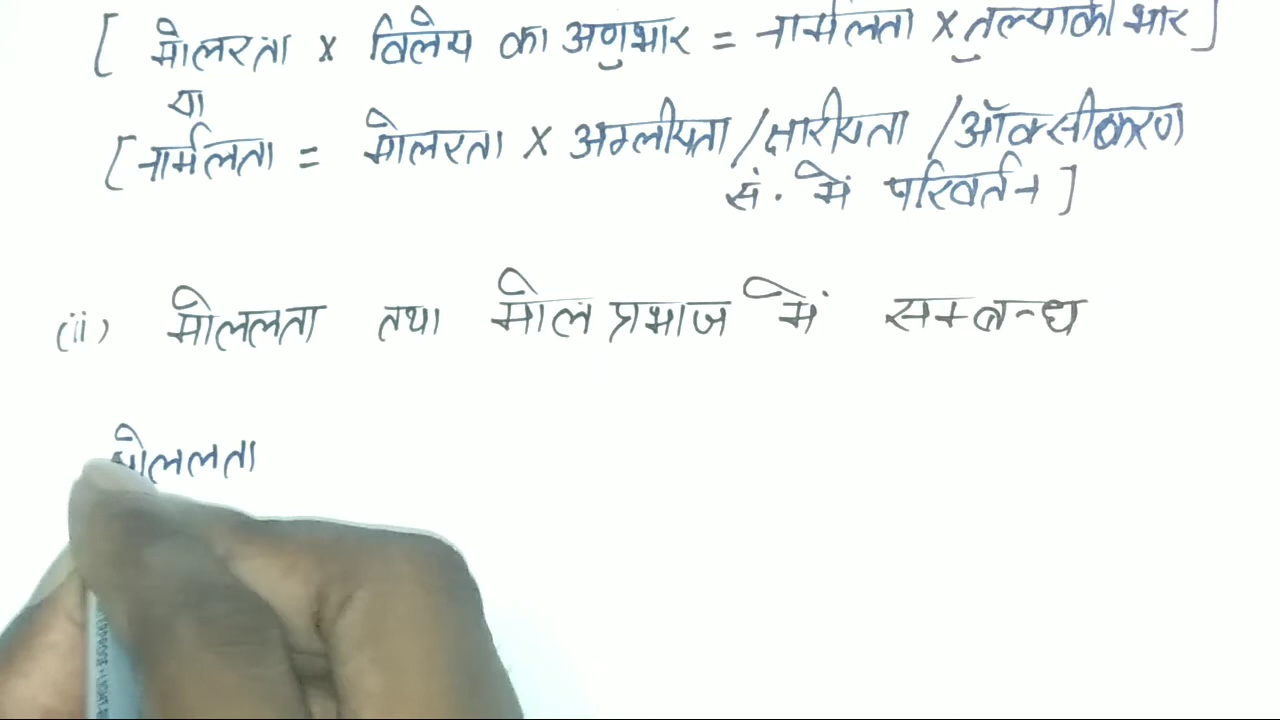 [ मोलरता x विलेय का अणुभार = नार्मलता x तुल्यांकी भार ]
या
[ नार्मलता = मोलरता x अम्लीयता / क्षारीयता / ऑक्सीकरण
सं. में परिवर्तन ]
(ii) मोललता तथा मोल प्रभाज में सम्बन्ध
मोललता